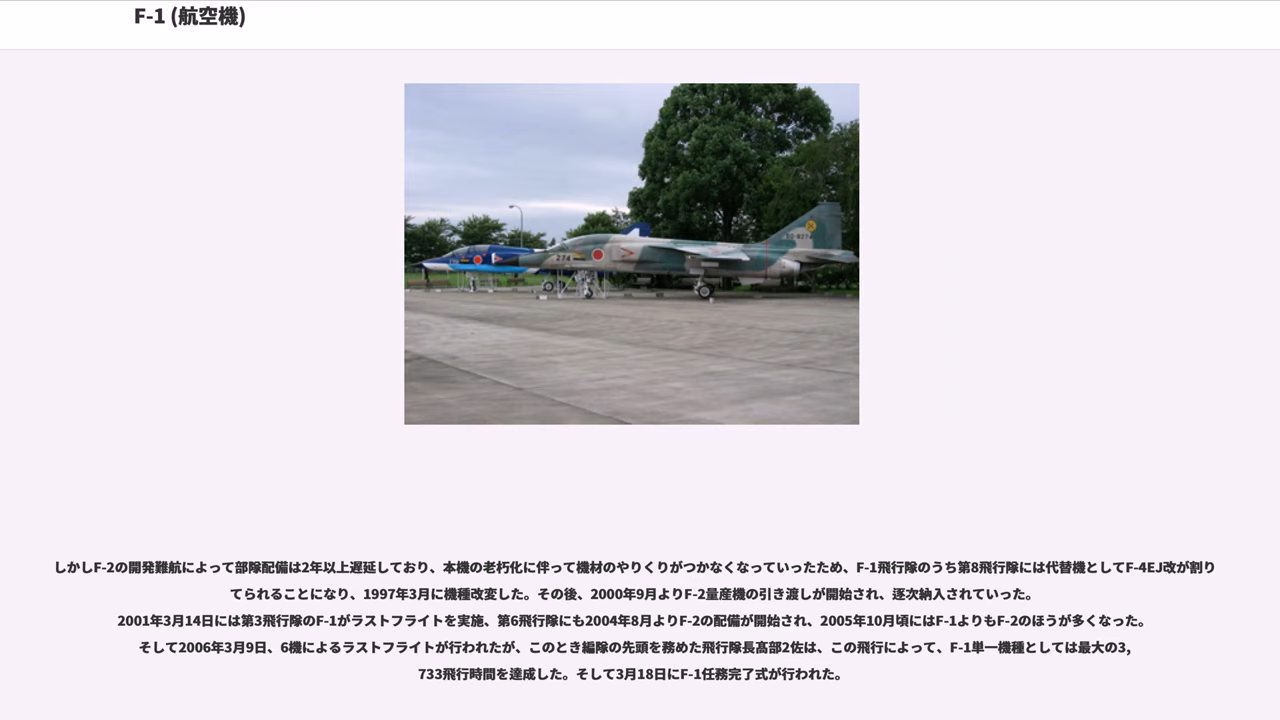 F-1 (航空機)
274
しかしF-2の開発難航によって部隊配備は2年以上遅延しており、本機の老朽化に伴って機材のやりくりがつかなくなっていったため、F-1飛行隊のうち第8飛行隊には代替機としてF-4EJ改が割り
てられることになり、1997年3月に機種改変した。その後、2000年9月よりF-2量産機の引き渡しが開始され、逐次納入されていった。
2001年3月14日には第3飛行隊のF-1がラストフライトを実施、第6飛行隊にも2004年8月よりF-2の配備が開始され、2005年10月頃にはF-1よりもF-2のほうが多くなった。
そして2006年3月9日、6機によるラストフライトが行われたが、このとき編隊の先頭を務めた飛行隊長髙部2佐は、この飛行によって、F-1単一機種としては最大の3,
733飛行時間を達成した。そして3月18日にF-1任務完了式が行われた。